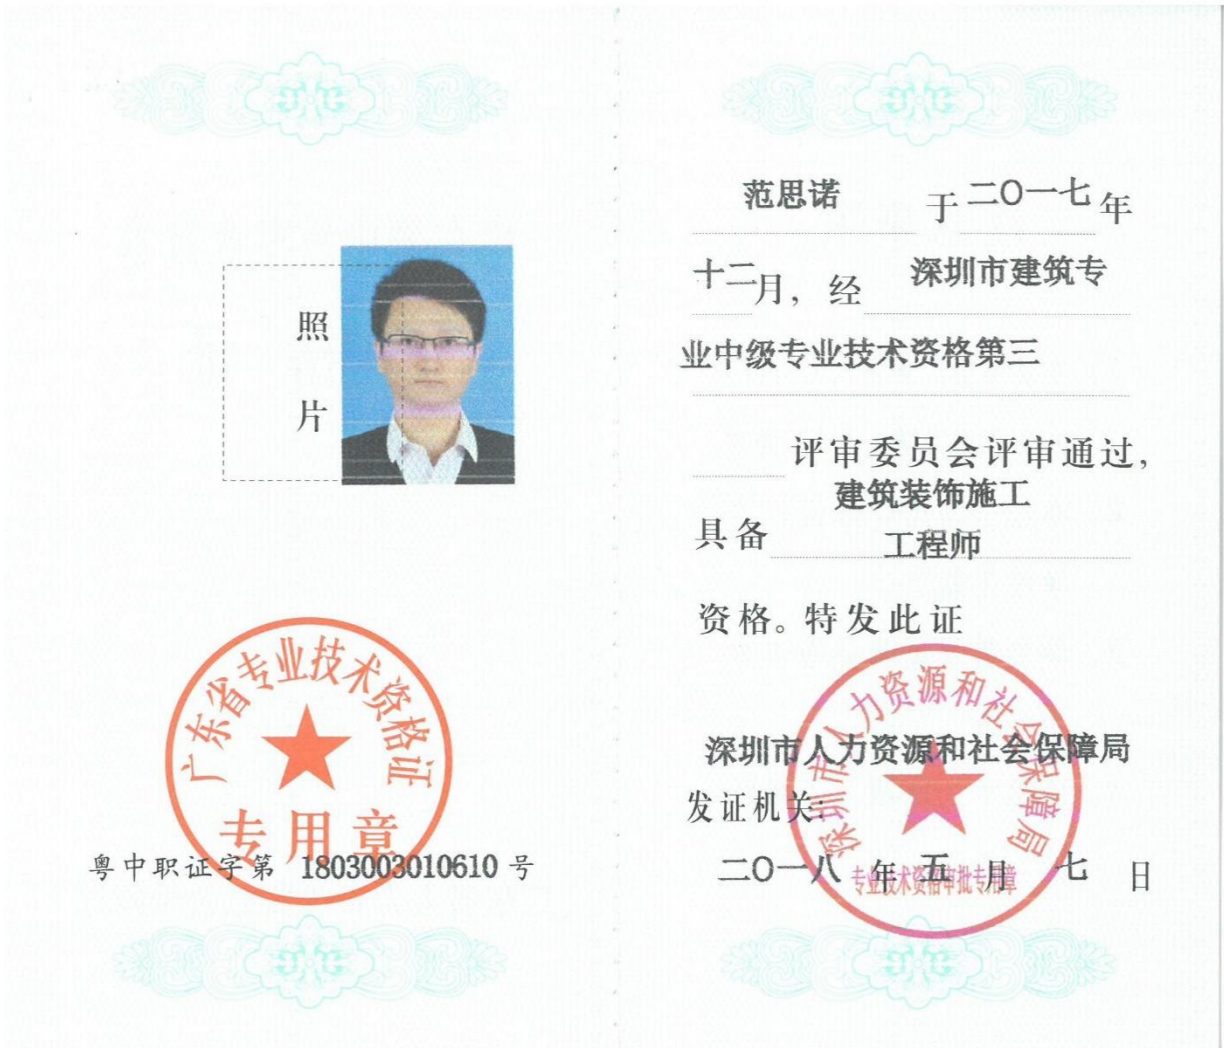 照
片
广东省专业技术资格证
专用章
粤中职证字第 1803003010610 号
范思诺 于 二〇一七 年
十二月，经 深圳市建筑专
业中级专业技术资格第三
评审委员会评审通过，
建筑装饰施工
具备 工程师
资格。特发此证
深圳市人力资源和社会保障局
深圳市人力资源和社会保障局
发证机关：
二〇一八 年 五 月 七 日
专业技术资格审批专用章